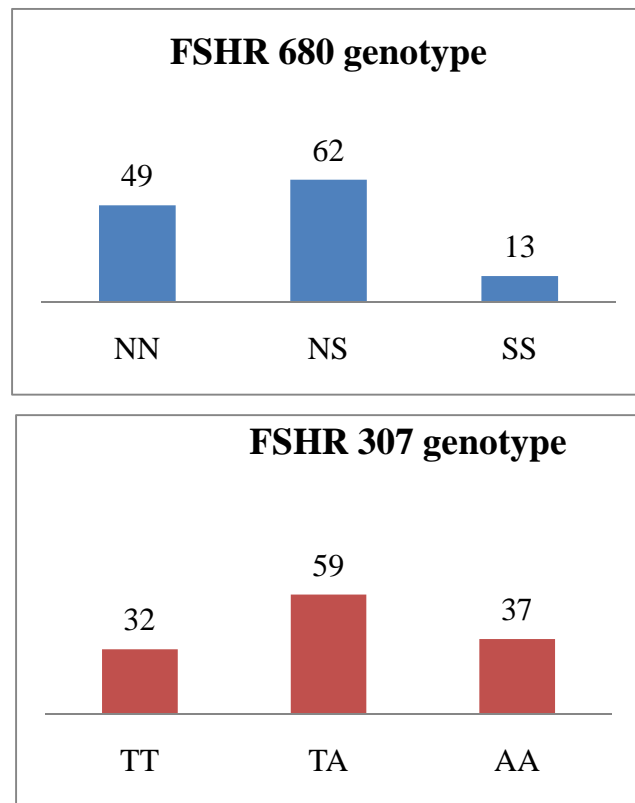 FSHR 680 genotype
49 62 13
NN NS SS
FSHR 307 genotype
32 59 37
TT TA AA